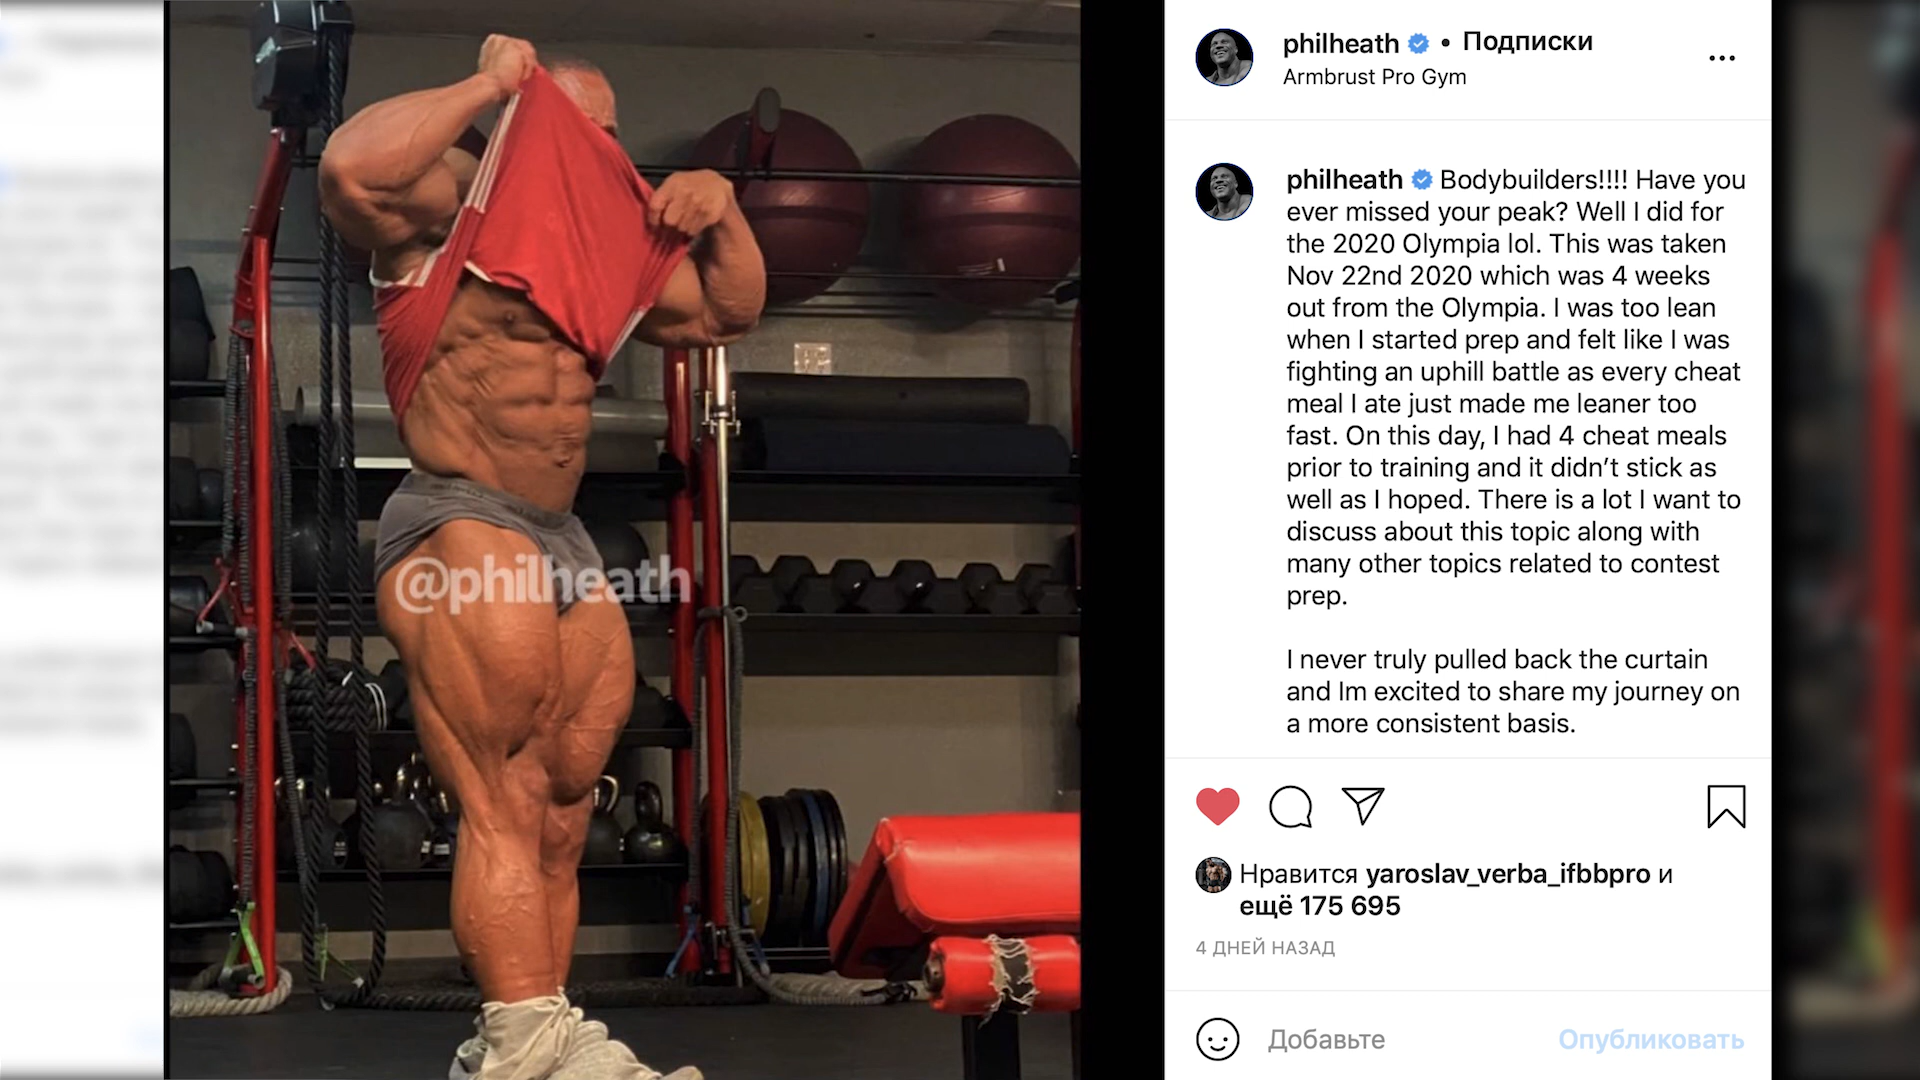 philheath • Подписки
Armbrust Pro Gym
philheath Bodybuilders!!!! Have you
ever missed your peak? Well I did for
the 2020 Olympia lol. This was taken
Nov 22nd 2020 which was 4 weeks
out from the Olympia. I was too lean
when I started prep and felt like I was
fighting an uphill battle as every cheat
meal I ate just made me leaner too
fast. On this day, I had 4 cheat meals
prior to training and it didn’t stick as
well as I hoped. There is a lot I want to
discuss about this topic along with
many other topics related to contest
prep.
I never truly pulled back the curtain
and Im excited to share my journey on
a more consistent basis.
@philheath
Нравится yaroslav_verba_ifbbpro и
ещё 175 695
4 ДНЕЙ НАЗАД
Добавьте
Опубликовать